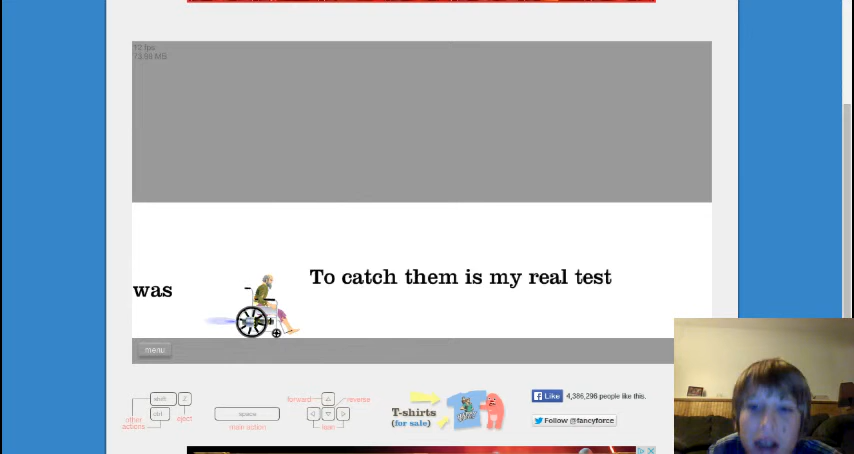 12 fps
73.98 MB
To catch them is my real test
was
menu
shift
Z
ctrl
eject
other
actions
space
main action
forward
reverse
lean
T-shirts
(for sale)
Like
4,386,296 people like this.
Follow @fancyforce